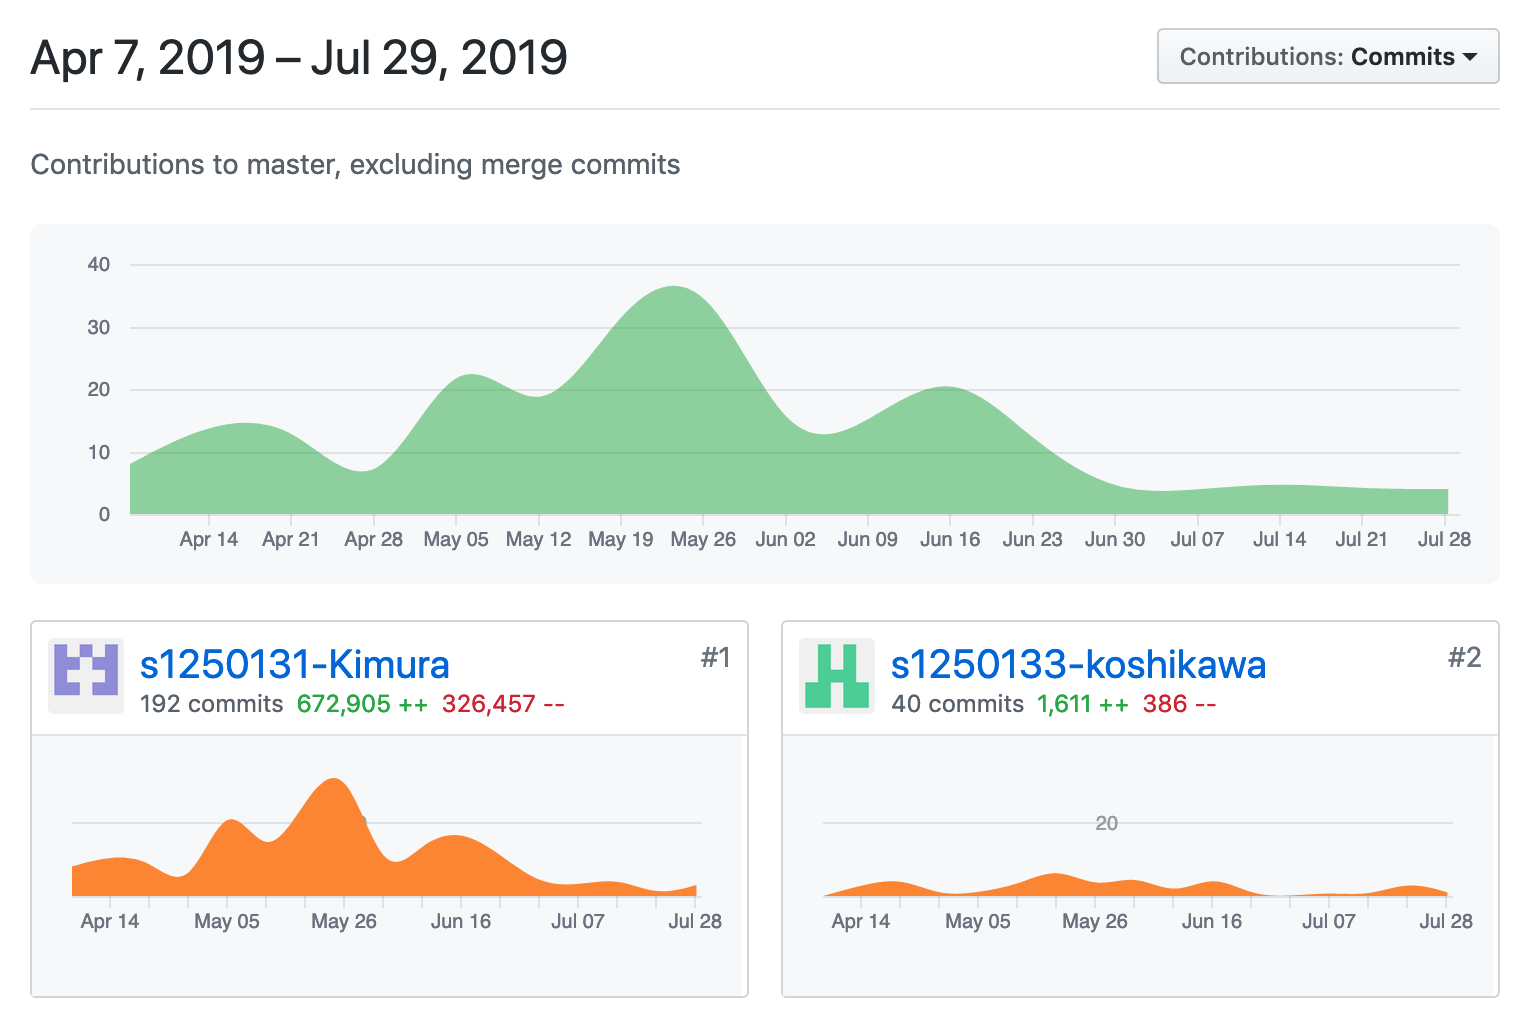 Apr 7, 2019 – Jul 29, 2019
Contributions: Commits
Contributions to master, excluding merge commits
40
30
20
10
0
Apr 14 Apr 21 Apr 28 May 05 May 12 May 19 May 26 Jun 02 Jun 09 Jun 16 Jun 23 Jun 30 Jul 07 Jul 14 Jul 21 Jul 28
s1250131-Kimura #1
192 commits 672,905 ++ 326,457 --
Apr 14 May 05 May 26 Jun 16 Jul 07 Jul 28
s1250133-koshikawa #2
40 commits 1,611 ++ 386 --
20
Apr 14 May 05 May 26 Jun 16 Jul 07 Jul 28